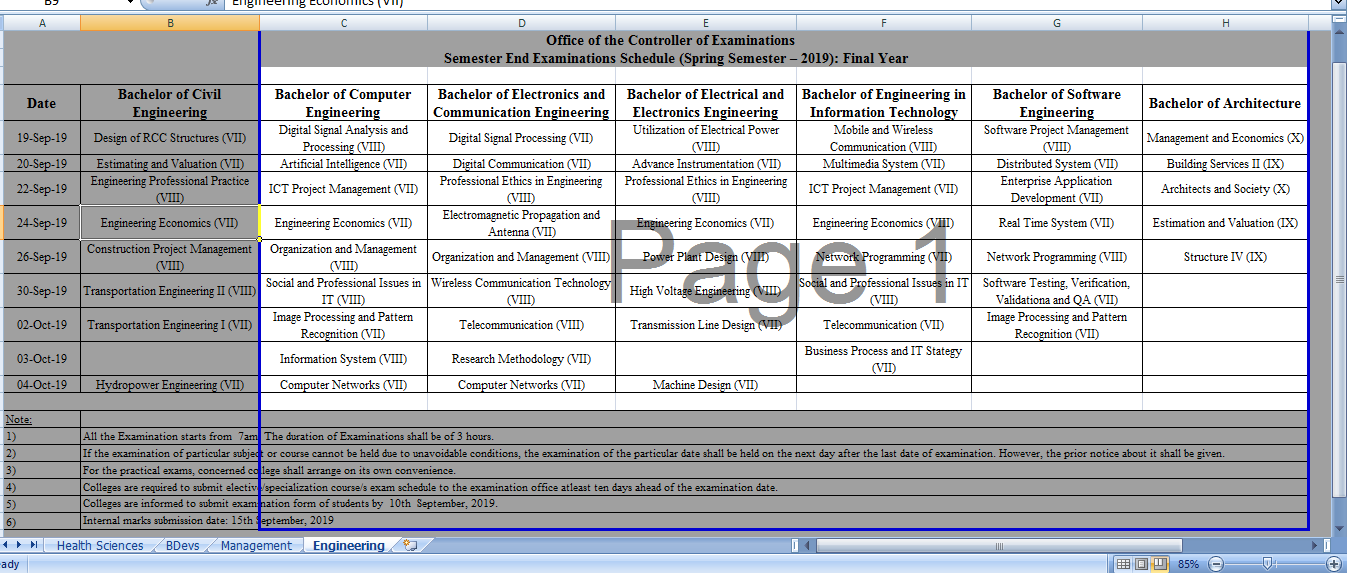 B9
Engineering Economics (VII)
A B C D E F G H
Office of the Controller of Examinations
Semester End Examinations Schedule (Spring Semester – 2019): Final Year
Date
Bachelor of Civil
Engineering
Bachelor of Computer
Engineering
Bachelor of Electronics and
Communication Engineering
Bachelor of Electrical and
Electronics Engineering
Bachelor of Engineering in
Information Technology
Bachelor of Software
Engineering
Bachelor of Architecture
19-Sep-19
Design of RCC Structures (VII)
Digital Signal Analysis and
Processing (VIII)
Digital Signal Processing (VII)
Utilization of Electrical Power
(VIII)
Mobile and Wireless
Communication (VIII)
Software Project Management
(VIII)
Management and Economics (X)
20-Sep-19
Estimating and Valuation (VII)
Artificial Intelligence (VII)
Digital Communication (VII)
Advance Instrumentation (VII)
Multimedia System (VII)
Distributed System (VII)
Building Services II (IX)
22-Sep-19
Engineering Professional Practice
(VIII)
ICT Project Management (VII)
Professional Ethics in Engineering
(VIII)
Professional Ethics in Engineering
(VIII)
ICT Project Management (VII)
Enterprise Application
Development (VII)
Architects and Society (X)
24-Sep-19
Engineering Economics (VII)
Engineering Economics (VII)
Electromagnetic Propagation and
Antenna (VII)
Engineering Economics (VII)
Engineering Economics (VIII)
Real Time System (VII)
Estimation and Valuation (IX)
26-Sep-19
Construction Project Management
(VIII)
Organization and Management
(VIII)
Organization and Management (VIII)
Power Plant Design (VIII)
Network Programming (VII)
Network Programming (VIII)
Structure IV (IX)
30-Sep-19
Transportation Engineering II (VIII)
Social and Professional Issues in
IT (VIII)
Wireless Communication Technology
(VIII)
High Voltage Engineering (VIII)
Social and Professional Issues in IT
(VIII)
Software Testing, Verification,
Validationa and QA (VII)
02-Oct-19
Transportation Engineering I (VII)
Image Processing and Pattern
Recognition (VII)
Telecommunication (VIII)
Transmission Line Design (VII)
Telecommunication (VII)
Image Processing and Pattern
Recognition (VII)
03-Oct-19
Information System (VIII)
Research Methodology (VII)
Business Process and IT Stategy
(VII)
04-Oct-19
Hydropower Engineering (VII)
Computer Networks (VII)
Computer Networks (VII)
Machine Design (VII)
Page 1
Note:
1) All the Examination starts from 7am. The duration of Examinations shall be of 3 hours.
2) If the examination of particular subject or course cannot be held due to unavoidable conditions, the examination of the particular date shall be held on the next day after the last date of examination. However, the prior notice about it shall be given.
3) For the practical exams, concerned college shall arrange on its own convenience.
4) Colleges are required to submit elective/specialization course/s exam schedule to the examination office atleast ten days ahead of the examination date.
5) Colleges are informed to submit examination form of students by 10th September, 2019.
6) Internal marks submission date: 15th September, 2019
Health Sciences BDevs Management Engineering
ady
85%